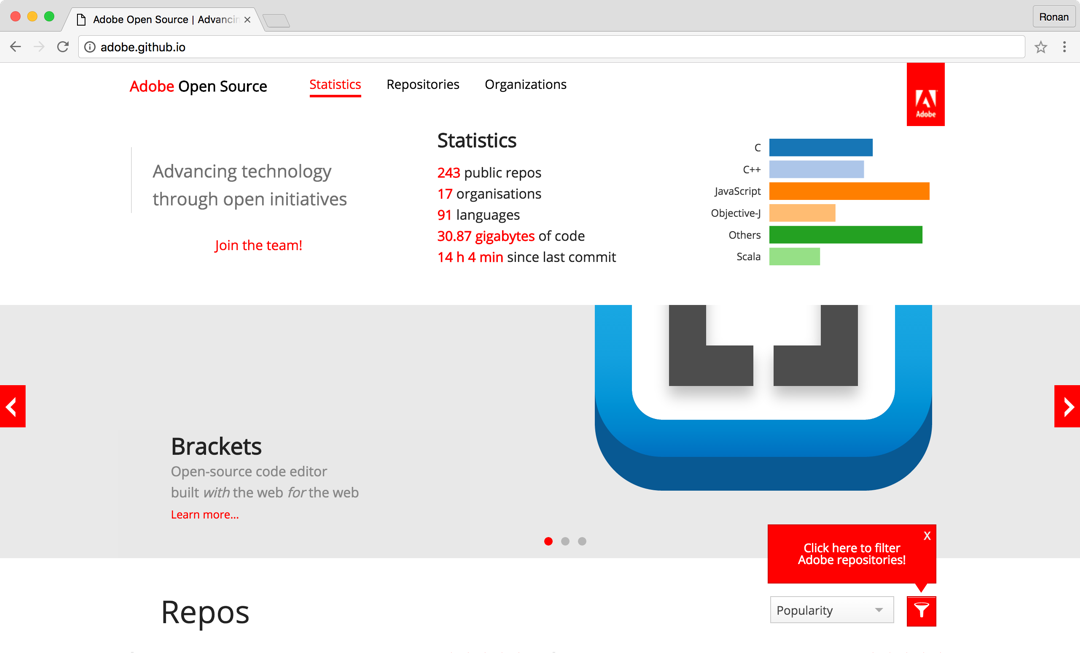 Adobe Open Source | Advancin
Ronan
adobe.github.io
Adobe Open Source
Statistics
Repositories
Organizations
Adobe
Advancing technology
through open initiatives
Join the team!
Statistics
243 public repos
17 organisations
91 languages
30.87 gigabytes of code
14 h 4 min since last commit
C
C++
JavaScript
Objective-J
Others
Scala
Brackets
Open-source code editor
built with the web for the web
Learn more...
X
Click here to filter
Adobe repositories!
Repos
Popularity